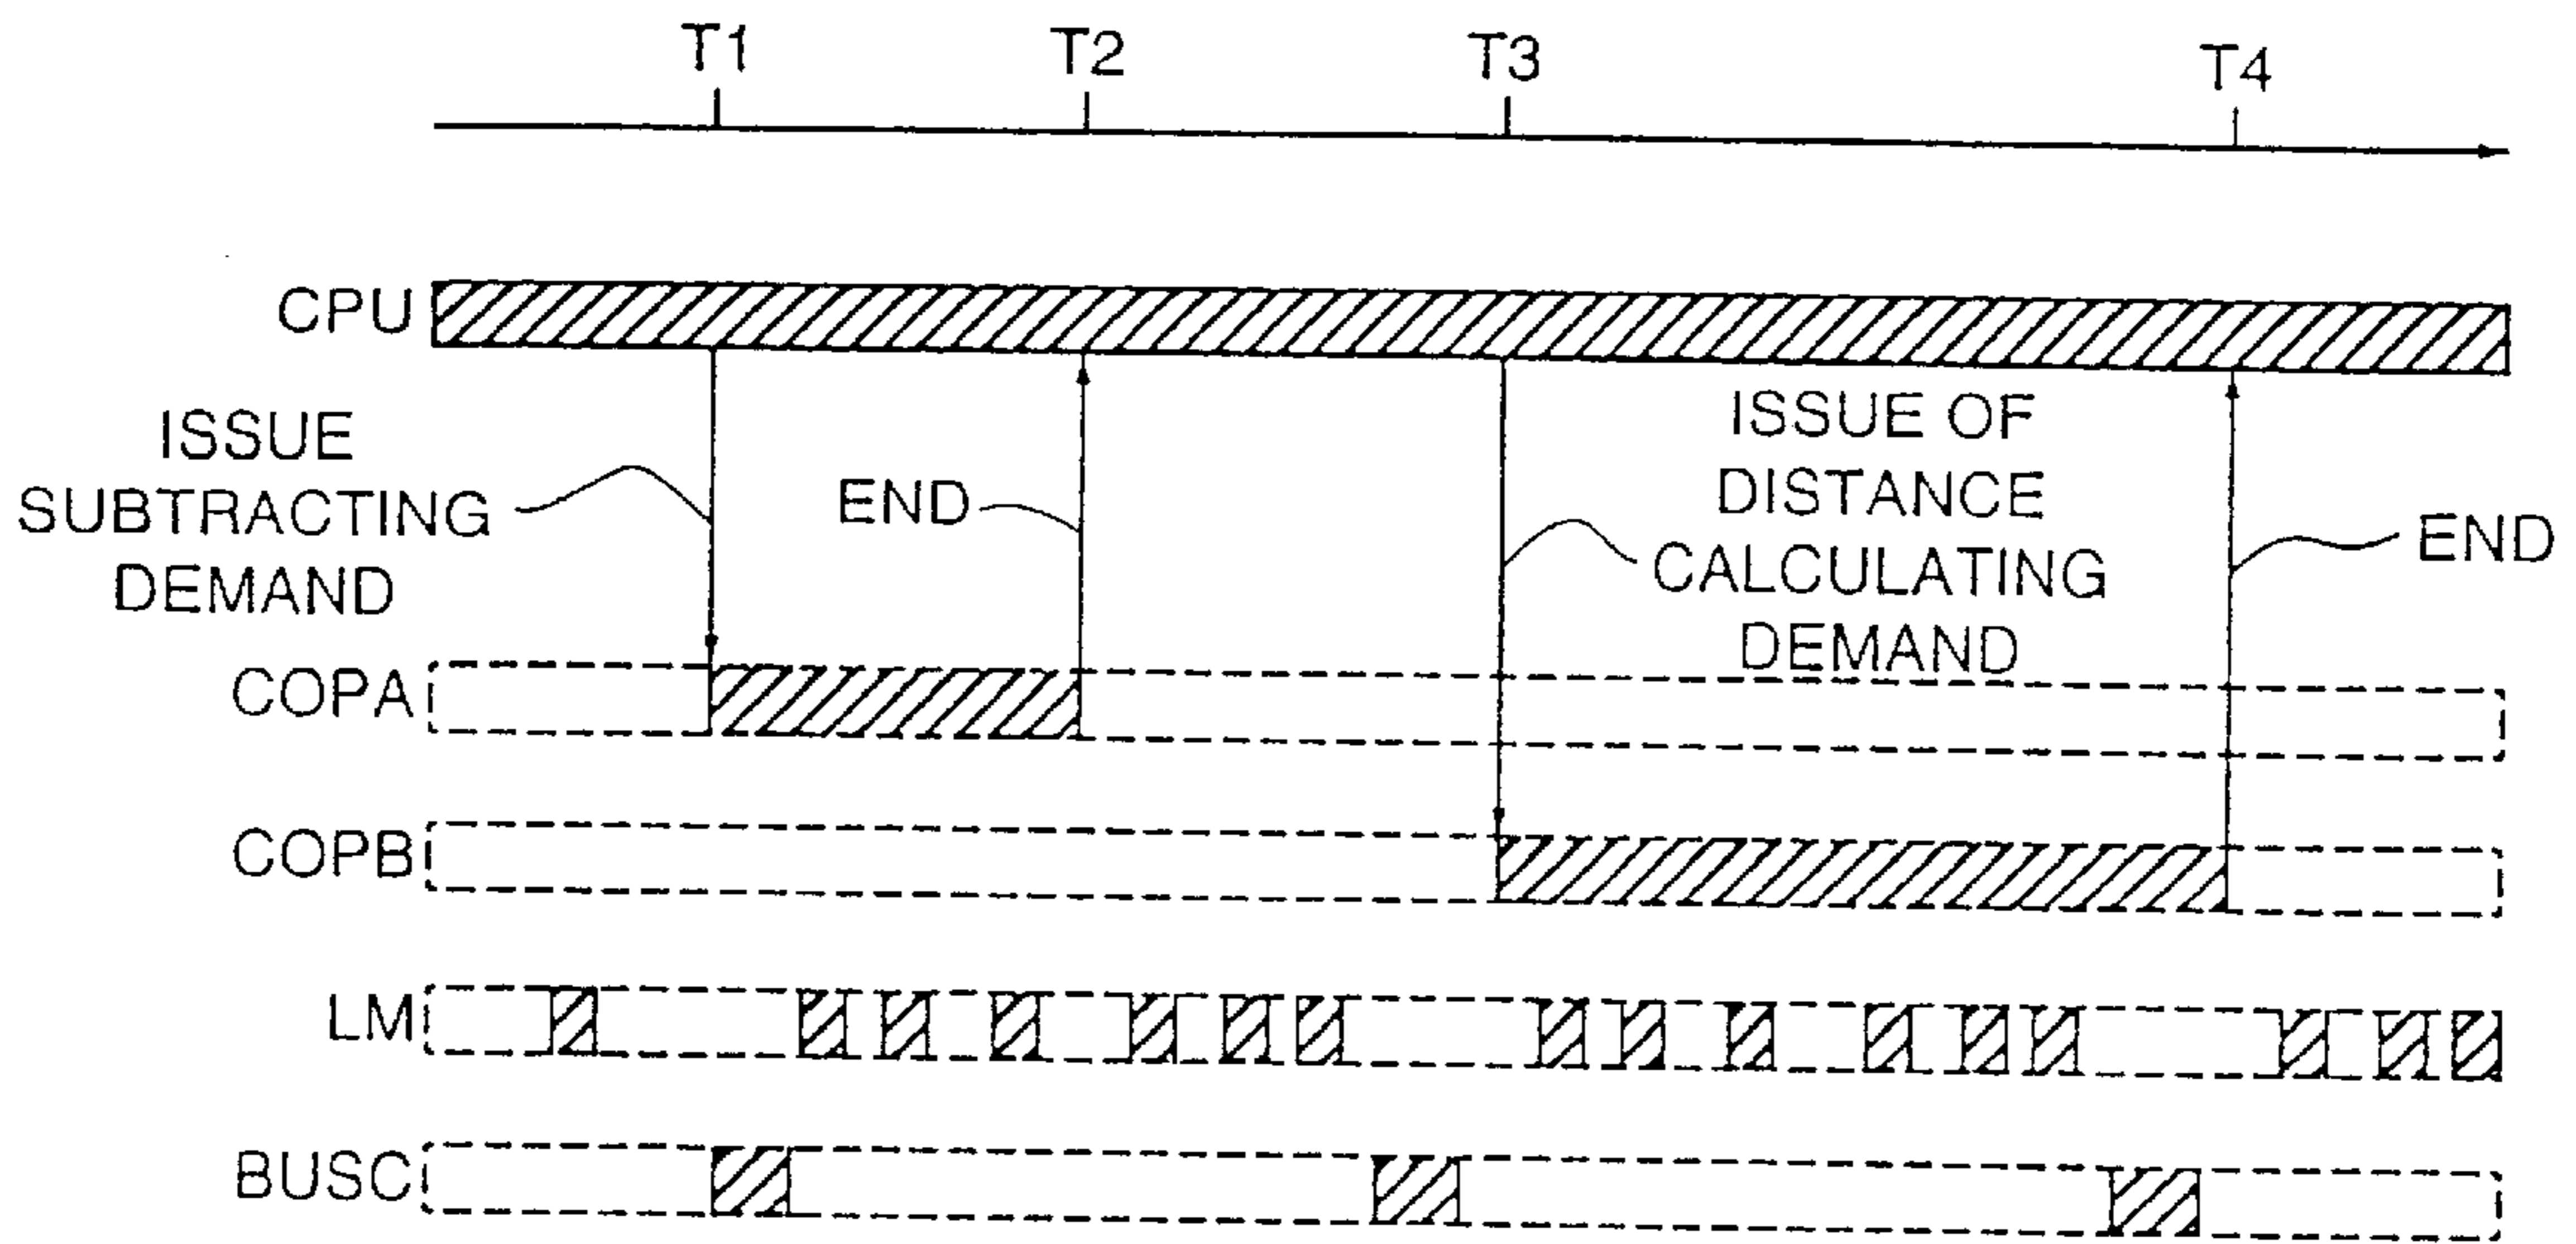 T1 T2 T3 T4
CPU
ISSUE
SUBTRACTING
DEMAND
END
ISSUE OF
DISTANCE
CALCULATING
DEMAND
END
COPA
COPB
LM
BUSC